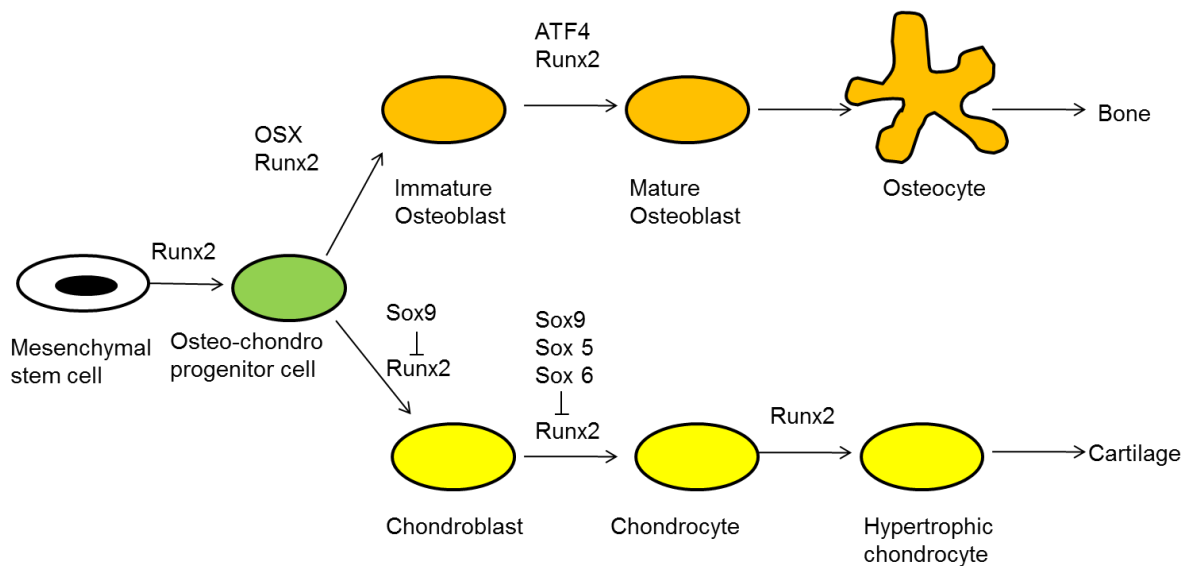 ATF4
Runx2
Bone
OSX
Runx2
Immature
Osteoblast
Mature
Osteoblast
Osteocyte
Runx2
Mesenchymal
stem cell
Osteo-chondro
progenitor cell
Sox9
Runx2
Sox9
Sox 5
Sox 6
Runx2
Runx2
Cartilage
Chondroblast
Chondrocyte
Hypertrophic
chondrocyte